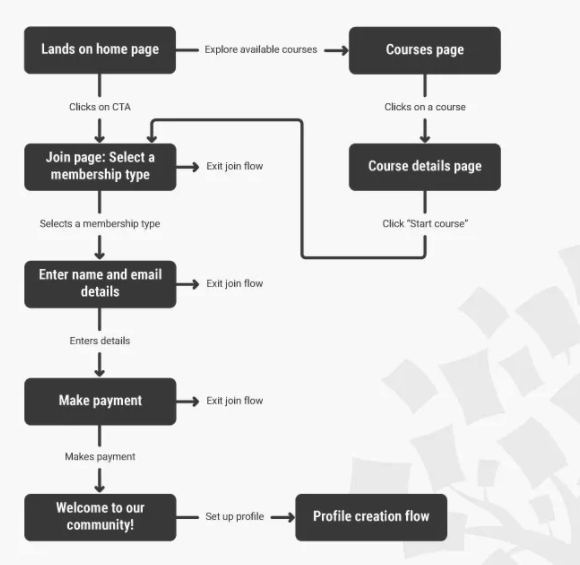 Lands on home page
Explore available courses
Courses page
Clicks on CTA
Clicks on a course
Join page: Select a
membership type
Exit join flow
Course details page
Selects a membership type
Click “Start course”
Enter name and email
details
Exit join flow
Enters details
Make payment
Exit join flow
Makes payment
Welcome to our
community!
Set up profile
Profile creation flow